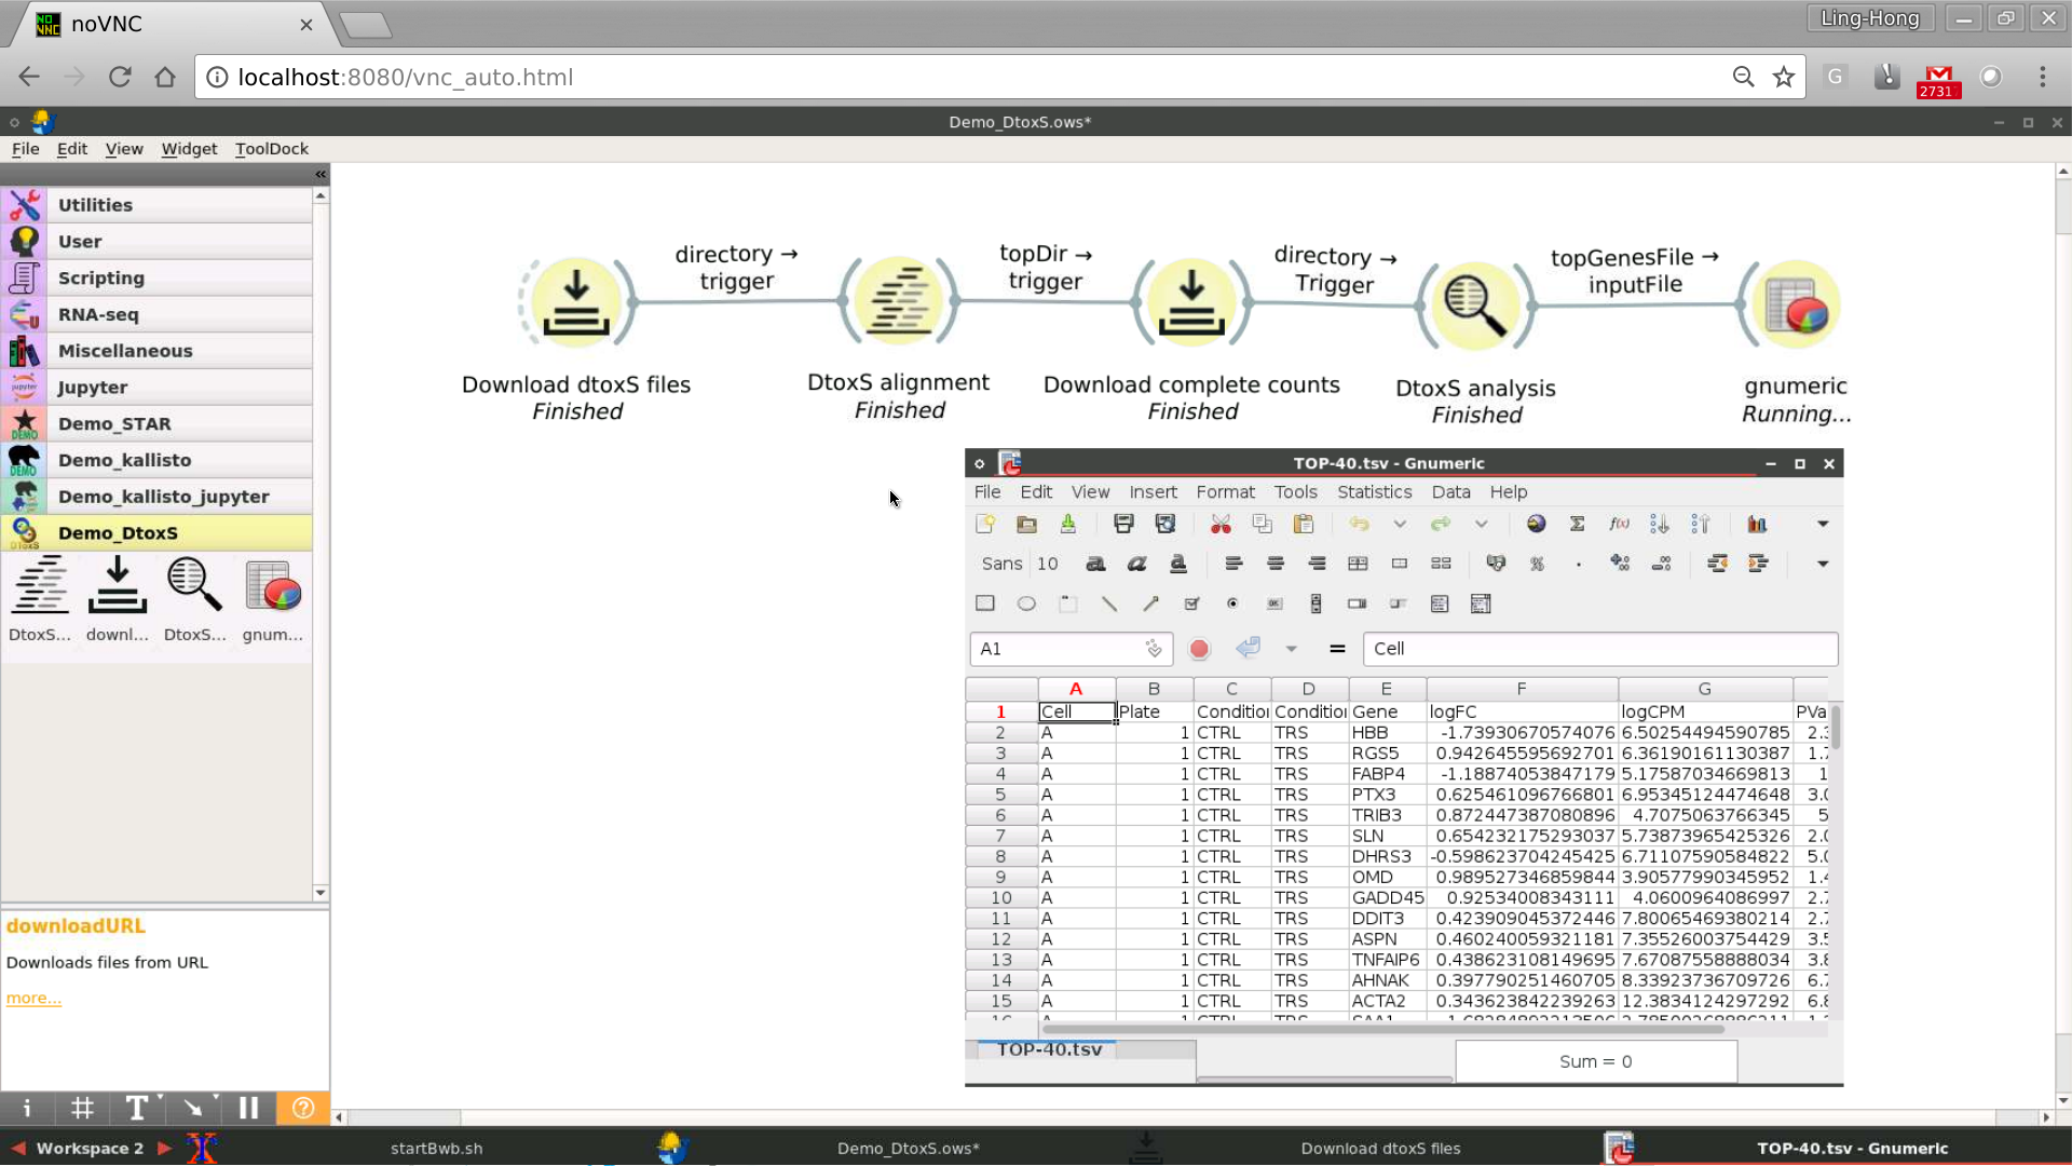 noVNC
Ling-Hong
localhost:8080/vnc_auto.html
G
2731
Demo_DtoxS.ows*
File Edit View Widget ToolDock
Utilities
User
Scripting
RNA-seq
Miscellaneous
Jupyter
Demo_STAR
Demo_kallisto
Demo_kallisto_jupyter
Demo_DtoxS
DtoxS... downl... DtoxS... gnum...
downloadURL
Downloads files from URL
more...
directory →
trigger
topDir →
trigger
directory →
Trigger
topGenesFile →
inputFile
Download dtoxS files
Finished
DtoxS alignment
Finished
Download complete counts
Finished
DtoxS analysis
Finished
gnumeric
Running...
TOP-40.tsv - Gnumeric
File Edit View Insert Format Tools Statistics Data Help
Sans 10
A1 = Cell
A B C D E F G
1 Cell Plate Conditio Conditio Gene logFC logCPM PVa
2 A 1 CTRL TRS HBB -1.73930670574076 6.50254494590785 2.3
3 A 1 CTRL TRS RGS5 0.942645595692701 6.36190161130387 1.7
4 A 1 CTRL TRS FABP4 -1.18874053847179 5.17587034669813 1
5 A 1 CTRL TRS PTX3 0.625461096766801 6.95345124474648 3.0
6 A 1 CTRL TRS TRIB3 0.872447387080896 4.7075063766345 5
7 A 1 CTRL TRS SLN 0.654232175293037 5.73873965425326 2.0
8 A 1 CTRL TRS DHRS3 -0.598623704245425 6.71107590584822 5.0
9 A 1 CTRL TRS OMD 0.989527346859844 3.90577990345952 1.4
10 A 1 CTRL TRS GADD45 0.92534008343111 4.0600964086997 2.7
11 A 1 CTRL TRS DDIT3 0.423909045372446 7.80065469380214 2.7
12 A 1 CTRL TRS ASPN 0.460240059321181 7.35526003754429 3.5
13 A 1 CTRL TRS TNFAIP6 0.438623108149695 7.67087558888034 3.8
14 A 1 CTRL TRS AHNAK 0.397790251460705 8.33923736709726 6.7
15 A 1 CTRL TRS ACTA2 0.343623842239263 12.3834124297292 6.8
TOP-40.tsv
Sum = 0
Workspace 2
startBwb.sh
Demo_DtoxS.ows*
Download dtoxS files
TOP-40.tsv - Gnumeric